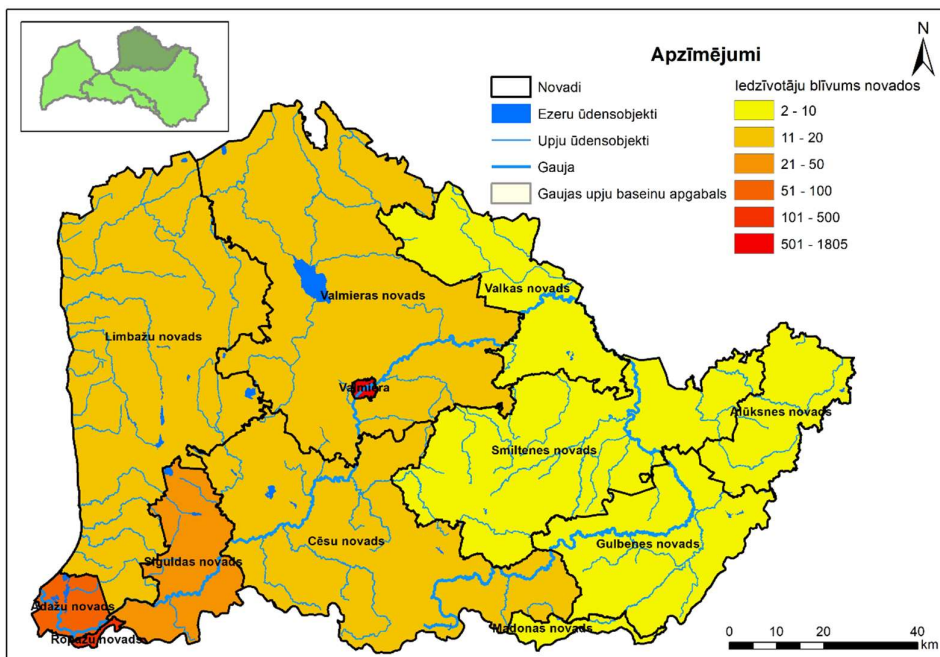 N
Apzīmējumi
Novadi
Ezeru ūdensobjekti
Upju ūdensobjekti
Gauja
Gaujas upju baseinu apgabals
Iedzīvotāju blīvums novados
2 - 10
11 - 20
21 - 50
51 - 100
101 - 500
501 - 1805
Valkas novads
Valmieras novads
Limbažu novads
Valmiera
Alūksnes novads
Smiltenes novads
Cēsu novads
Gulbenes novads
Siguldas novads
Ādažu novads
Madonas novads
Ropažu novads
0 10 20 40
km